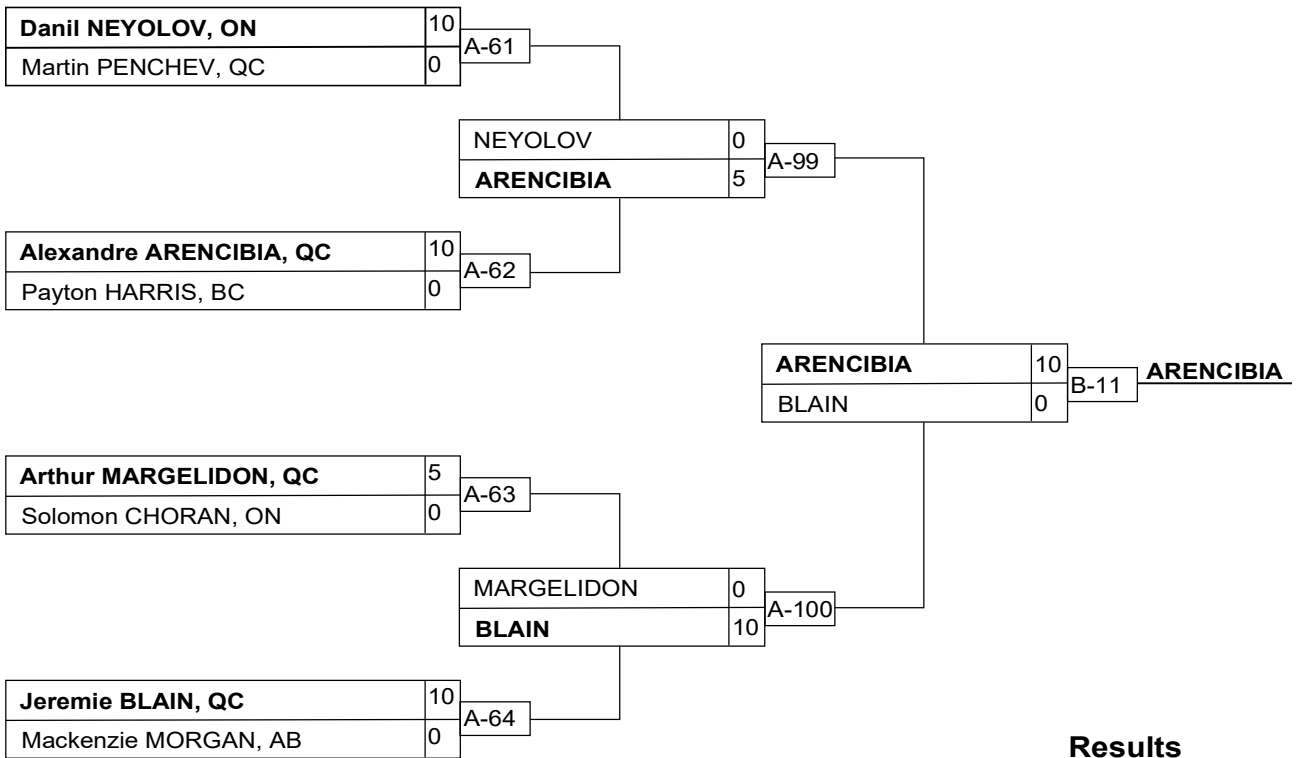 Danil NEYOLOV, ON 10
A-61
Martin PENCHEV, QC 0
NEYOLOV 0
A-99
ARENCIBIA 5
Alexandre ARENCIBIA, QC 10
A-62
Payton HARRIS, BC 0
ARENCIBIA 10
B-11 ARENCIBIA
BLAIN 0
Arthur MARGELIDON, QC 5
A-63
Solomon CHORAN, ON 0
MARGELIDON 0
A-100
BLAIN 10
Jeremie BLAIN, QC 10
A-64
Mackenzie MORGAN, AB 0
Results